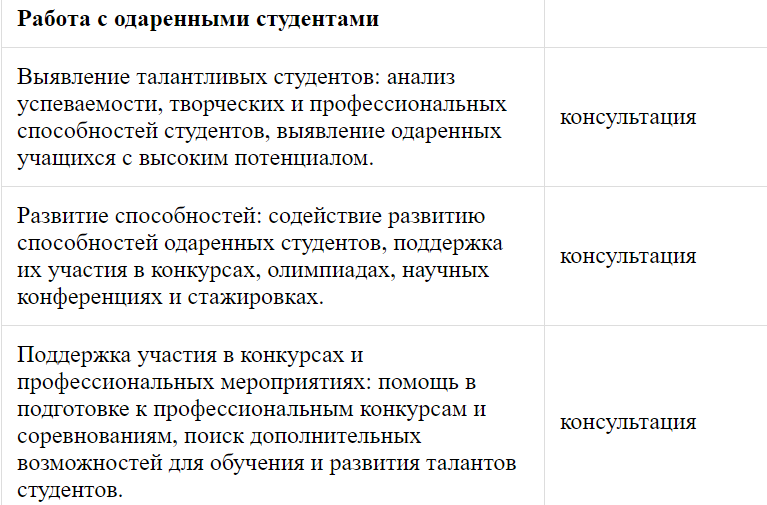 Работа с одаренными студентами
Выявление талантливых студентов: анализ
успеваемости, творческих и профессиональных
способностей студентов, выявление одаренных
учащихся с высоким потенциалом.
консультация
Развитие способностей: содействие развитию
способностей одаренных студентов, поддержка
их участия в конкурсах, олимпиадах, научных
конференциях и стажировках.
консультация
Поддержка участия в конкурсах и
профессиональных мероприятиях: помощь в
подготовке к профессиональным конкурсам и
соревнованиям, поиск дополнительных
возможностей для обучения и развития талантов
студентов.
консультация